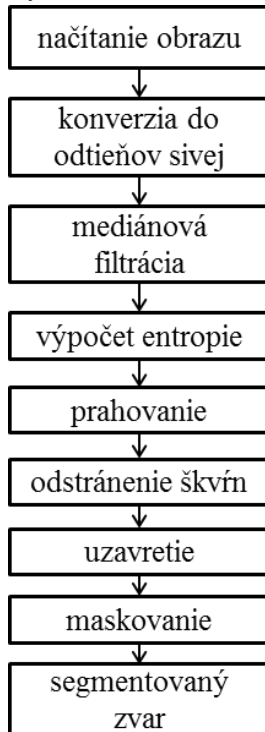 načítanie obrazu
konverzia do
odtieňov sivej
mediánová
filtrácia
výpočet entropie
prahovanie
odstránenie škvŕn
uzavretie
maskovanie
segmentovaný
zvar